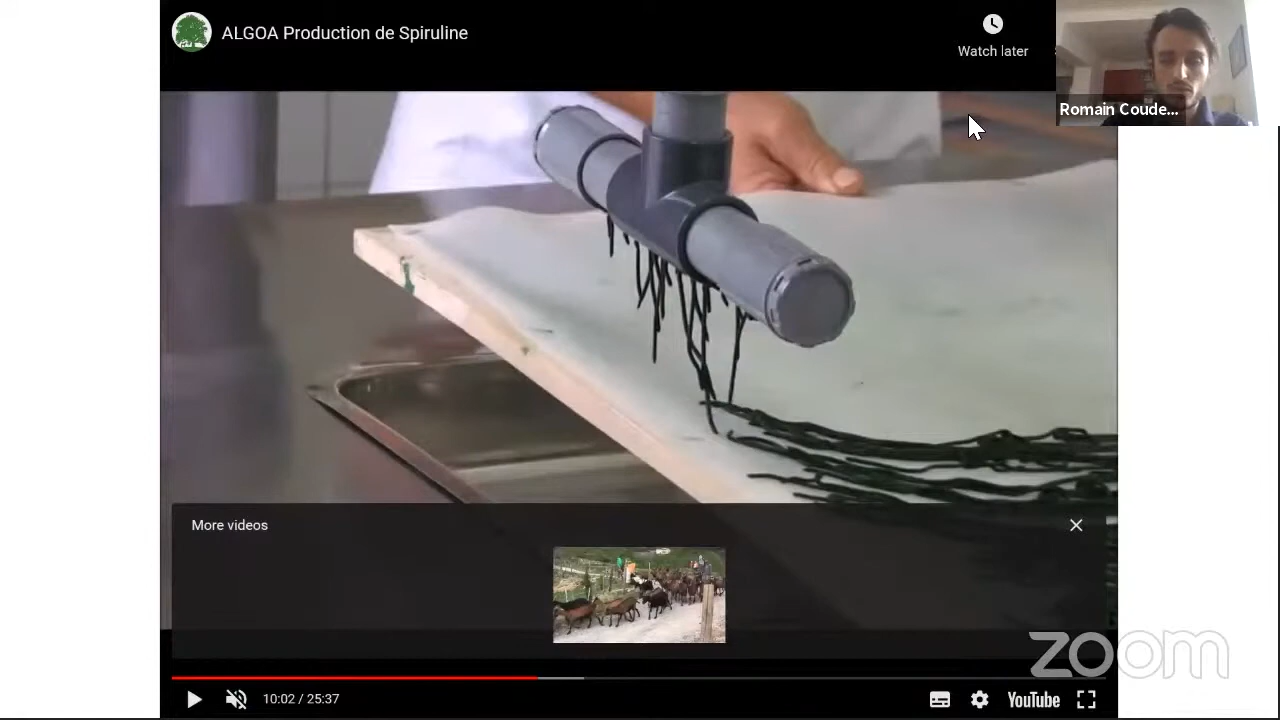 ALGOA Production de Spiruline
Watch later
Romain Coude...
More videos
10:02 / 25:37
YouTube
zoom